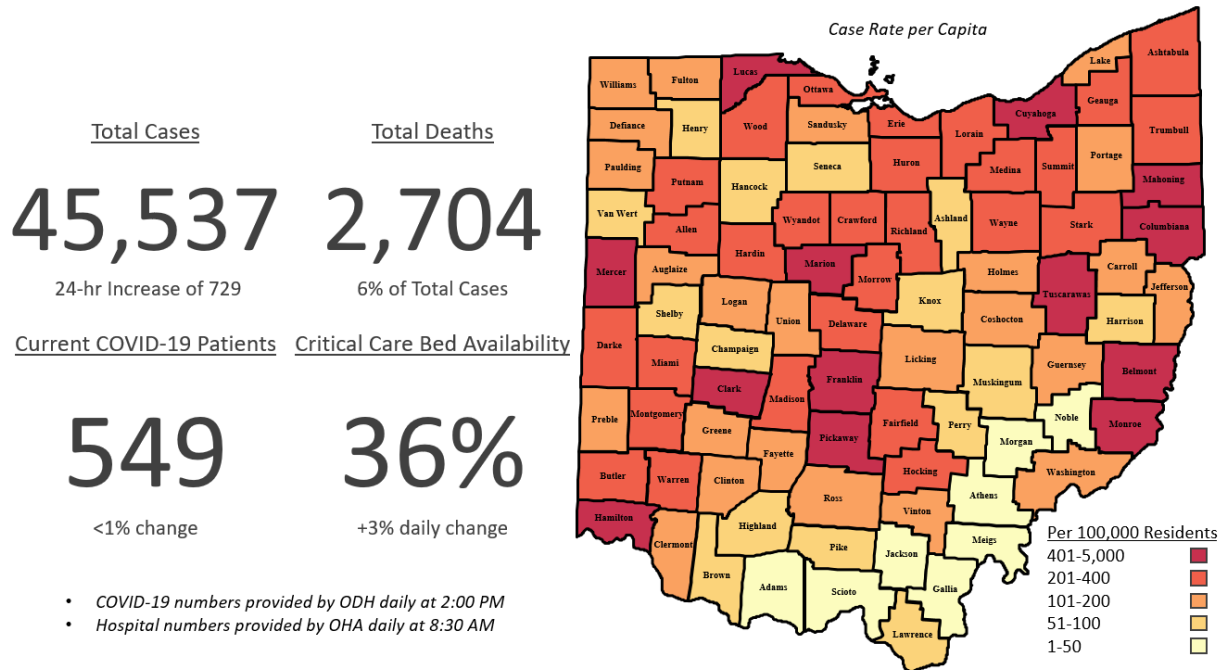 Case Rate per Capita
Total Cases
Total Deaths
45,537
2,704
24-hr Increase of 729
6% of Total Cases
Current COVID-19 Patients
Critical Care Bed Availability
549
36%
<1% change
+3% daily change
• COVID-19 numbers provided by ODH daily at 2:00 PM
• Hospital numbers provided by OHA daily at 8:30 AM
Williams
Fulton
Lucas
Ottawa
Lake
Ashtabula
Geauga
Cuyahoga
Defiance
Henry
Wood
Sandusky
Erie
Lorain
Trumbull
Paulding
Seneca
Huron
Medina
Summit
Portage
Putnam
Hancock
Mahoning
Van Wert
Allen
Wyandot
Crawford
Richland
Ashland
Wayne
Stark
Columbiana
Mercer
Auglaize
Hardin
Marion
Morrow
Holmes
Tuscarawas
Carroll
Jefferson
Shelby
Logan
Union
Delaware
Knox
Coshocton
Harrison
Darke
Miami
Champaign
Licking
Muskingum
Guernsey
Belmont
Clark
Madison
Franklin
Preble
Montgomery
Greene
Fayette
Pickaway
Fairfield
Perry
Morgan
Noble
Monroe
Butler
Warren
Clinton
Ross
Hocking
Athens
Washington
Hamilton
Clermont
Highland
Vinton
Meigs
Brown
Pike
Jackson
Adams
Scioto
Gallia
Lawrence
Per 100,000 Residents
401-5,000
201-400
101-200
51-100
1-50